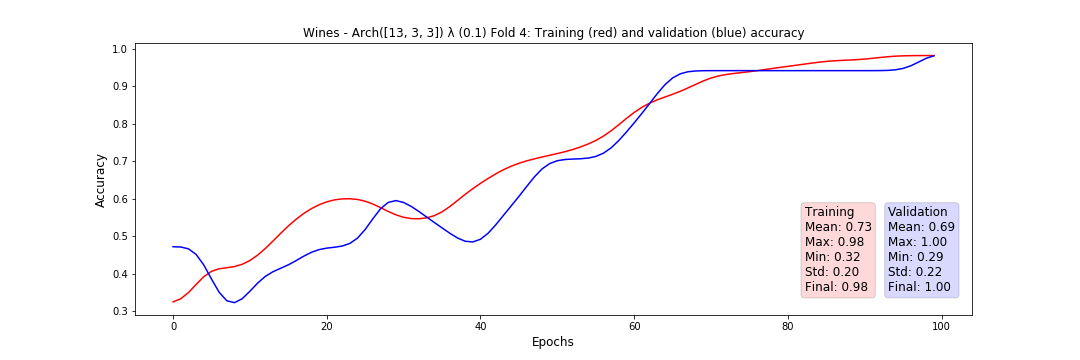 Wines - Arch([13, 3, 3]) λ (0.1) Fold 4: Training (red) and validation (blue) accuracy
1.0
0.9
0.8
0.7
0.6
0.5
0.4
0.3
Accuracy
Training
Mean: 0.73
Max: 0.98
Min: 0.32
Std: 0.20
Final: 0.98
Validation
Mean: 0.69
Max: 1.00
Min: 0.29
Std: 0.22
Final: 1.00
0 20 40 60 80 100
Epochs